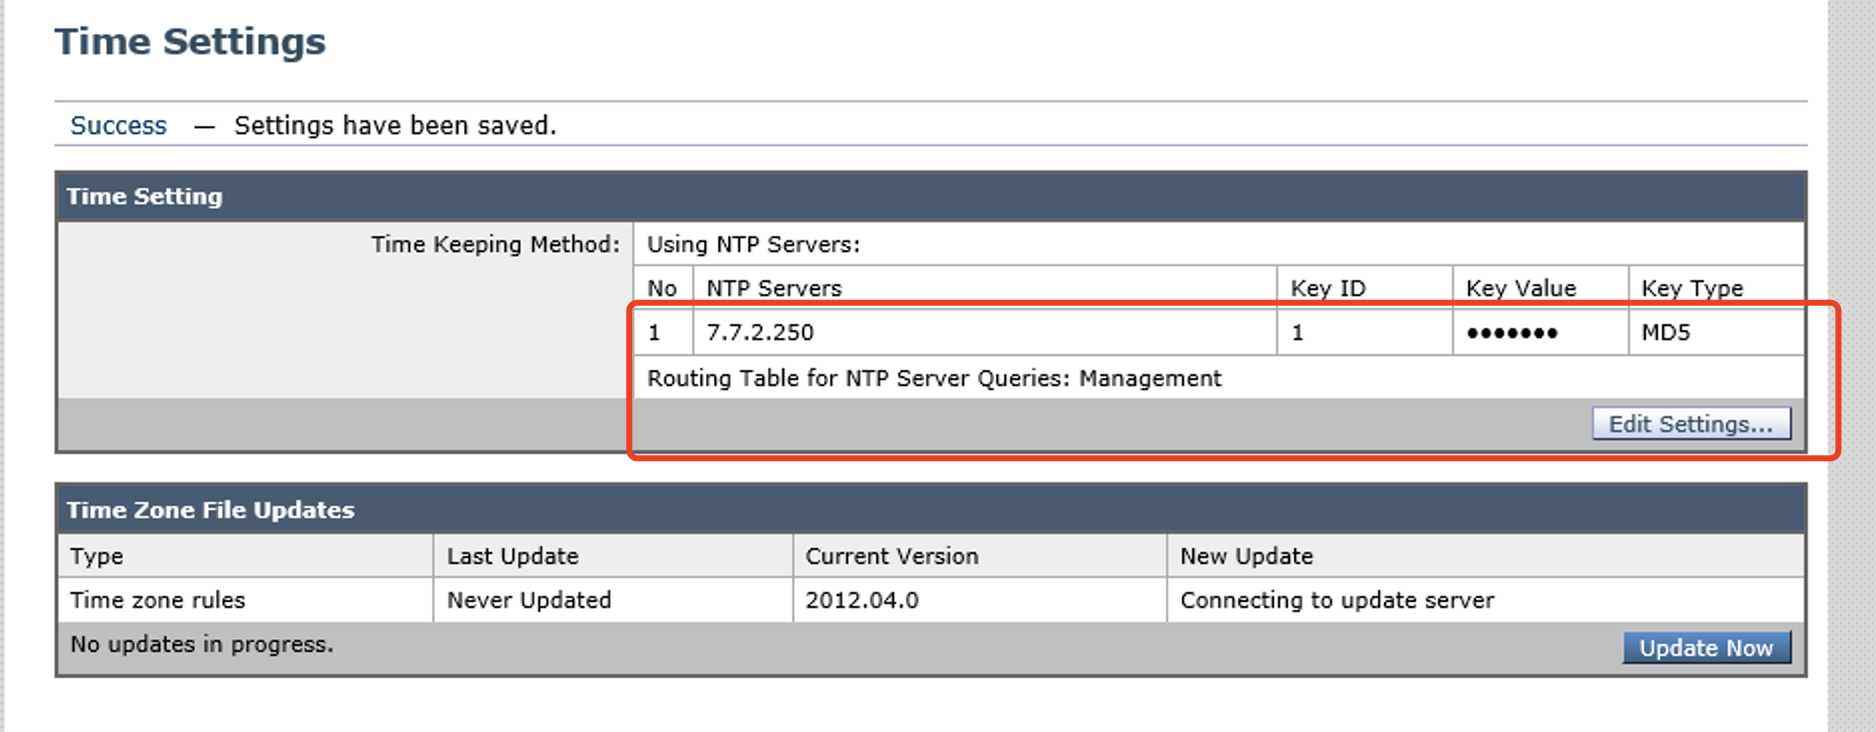 Time Settings
Success — Settings have been saved.
Time Setting
Time Keeping Method: Using NTP Servers:
No NTP Servers Key ID Key Value Key Type
1 7.7.2.250 1 ●●●●●●● MD5
Routing Table for NTP Server Queries: Management
Edit Settings...
Time Zone File Updates
Type Last Update Current Version New Update
Time zone rules Never Updated 2012.04.0 Connecting to update server
No updates in progress.
Update Now